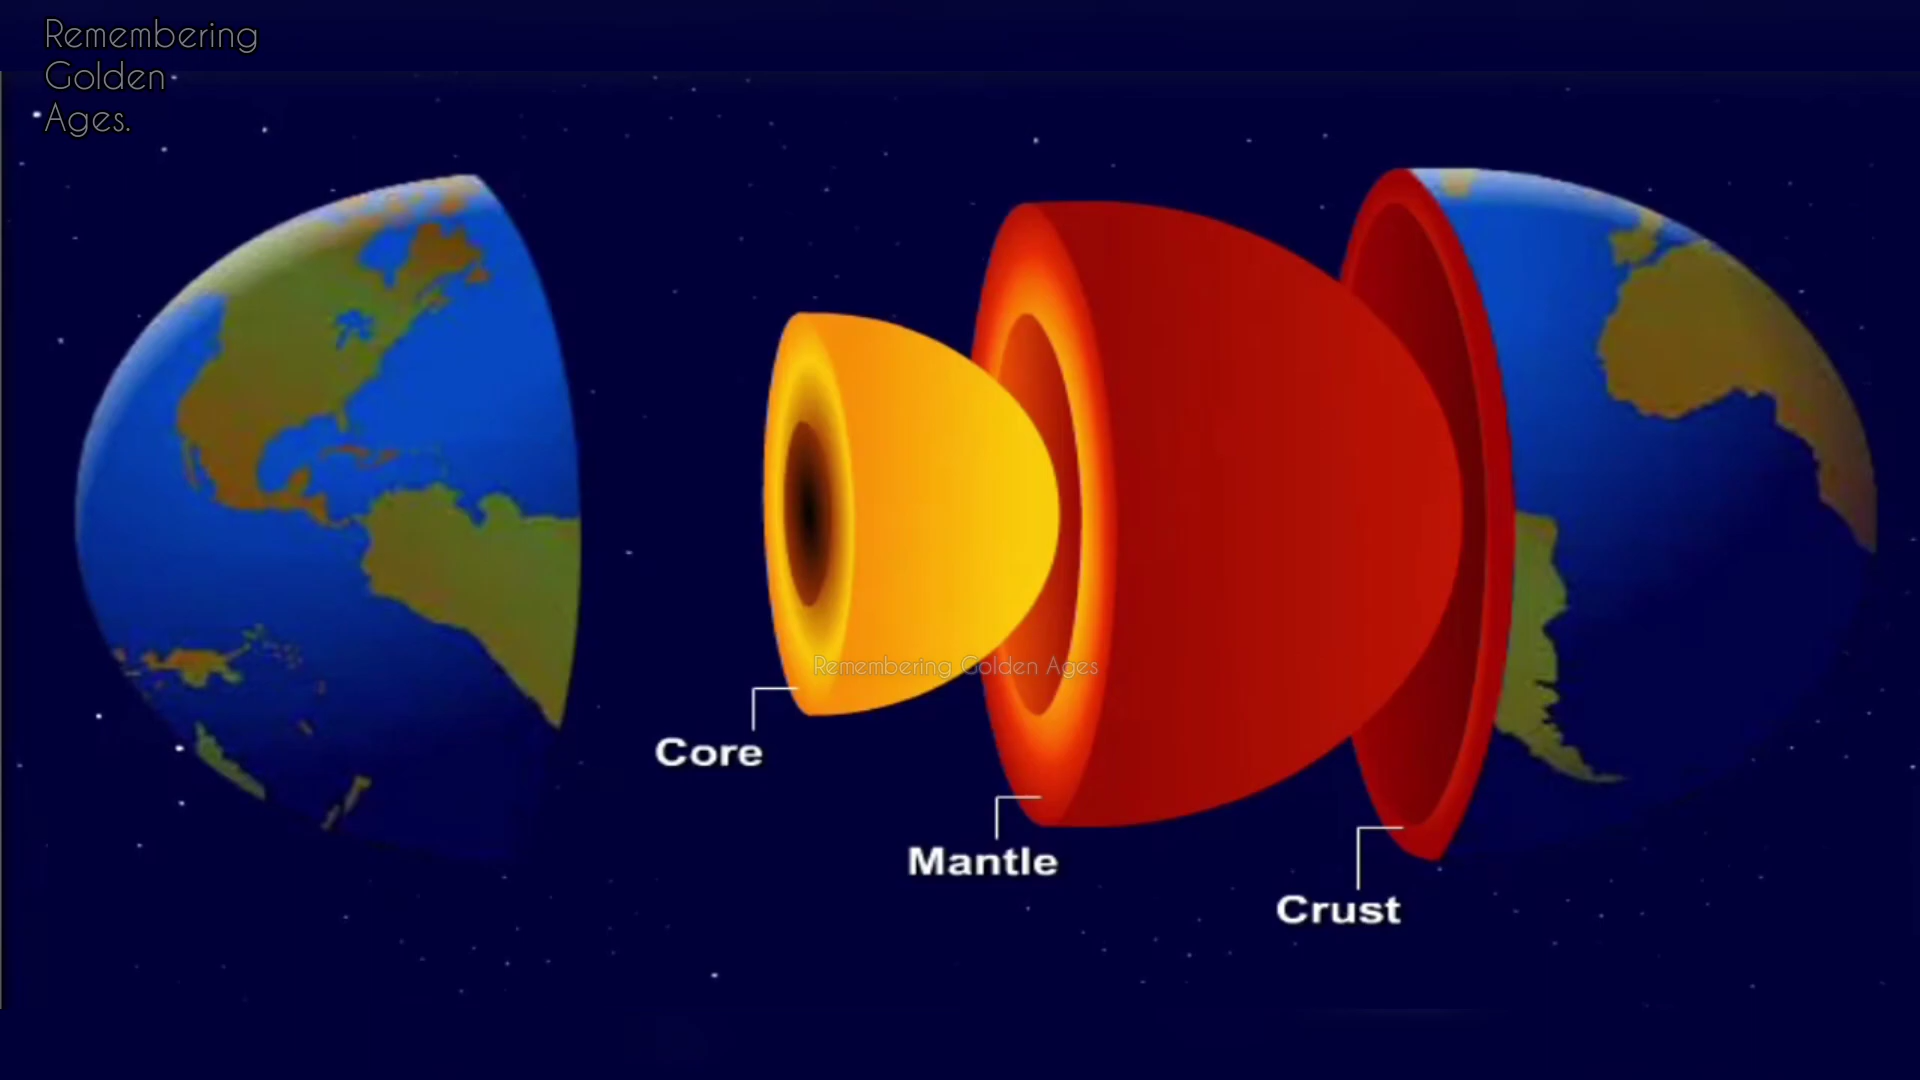 Remembering
Golden
Ages.
Remembering Golden Ages
Core
Mantle
Crust